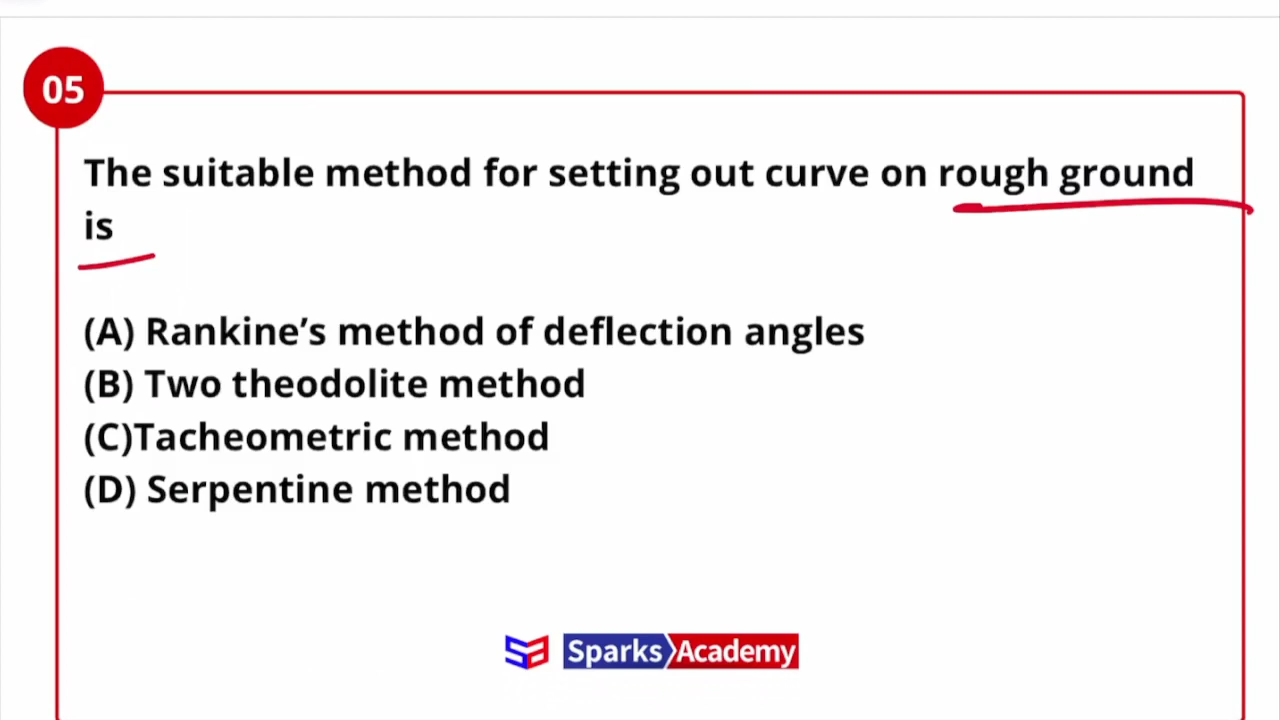 05
The suitable method for setting out curve on rough ground
is
(A) Rankine’s method of deflection angles
(B) Two theodolite method
(C)Tacheometric method
(D) Serpentine method
Sparks Academy